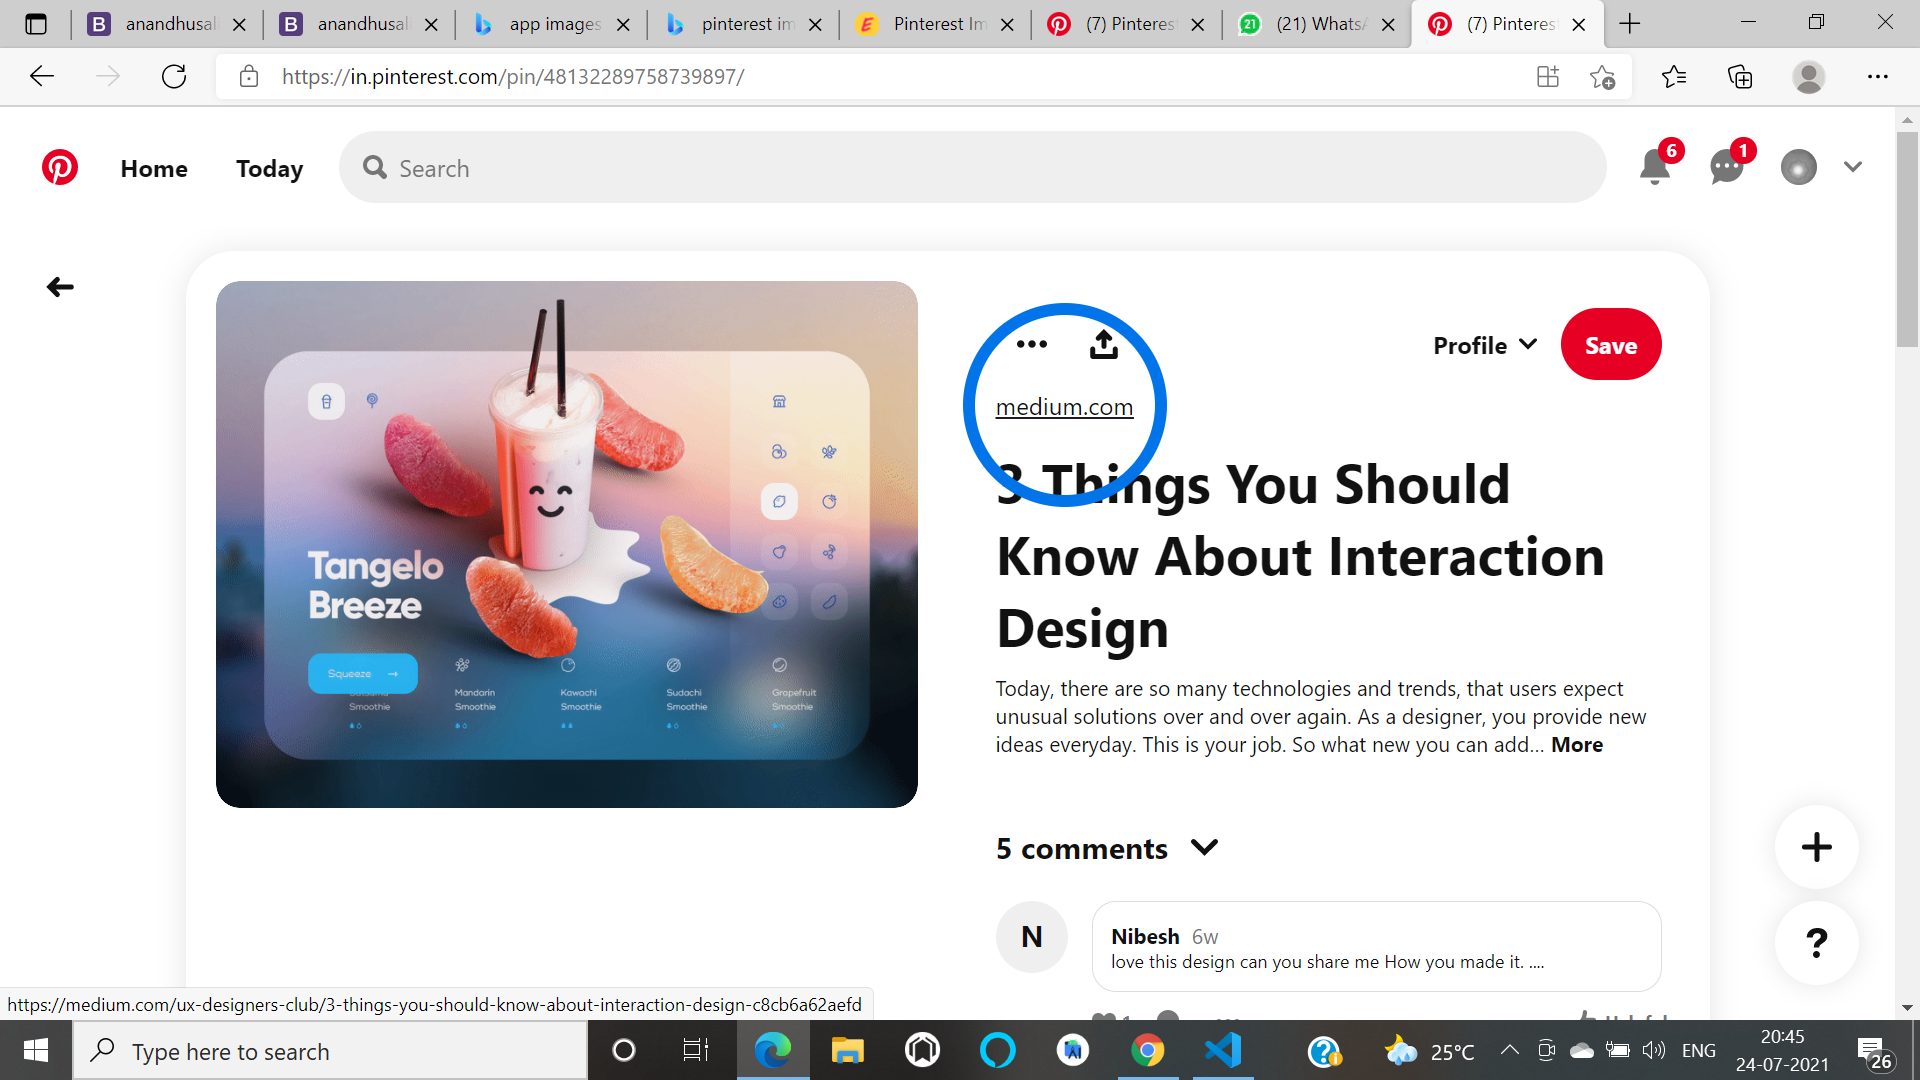 anandhusal
anandhusal
app images
pinterest im
Pinterest Im
(7) Pinterest
21
(21) WhatsA
(7) Pinterest
https://in.pinterest.com/pin/48132289758739897/
Home
Today
Search
6
1
Profile
Save
medium.com
3 Things You Should
Know About Interaction
Design
Today, there are so many technologies and trends, that users expect
unusual solutions over and over again. As a designer, you provide new
ideas everyday. This is your job. So what new you can add... More
Tangelo
Breeze
Squeeze →
Smoothie
Mandarin
Smoothie
Kawachi
Smoothie
Sudachi
Smoothie
Grapefruit
Smoothie
5 comments
N
Nibesh 6w
love this design can you share me How you made it. ....
https://medium.com/ux-designers-club/3-things-you-should-know-about-interaction-design-c8cb6a62aefd
Type here to search
25°C
ENG
20:45
24-07-2021
26